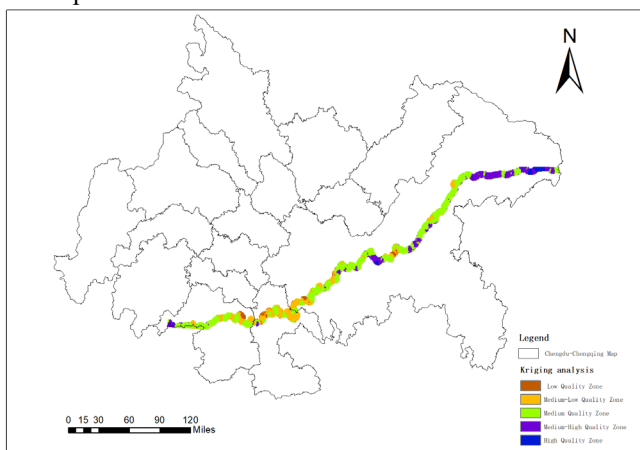 N
Legend
Chengdu-Chongqing Map
Kriging analysis
Low Quality Zone
Medium-Low Quality Zone
Medium Quality Zone
Medium-High Quality Zone
High Quality Zone
0 15 30 60 90 120
Miles